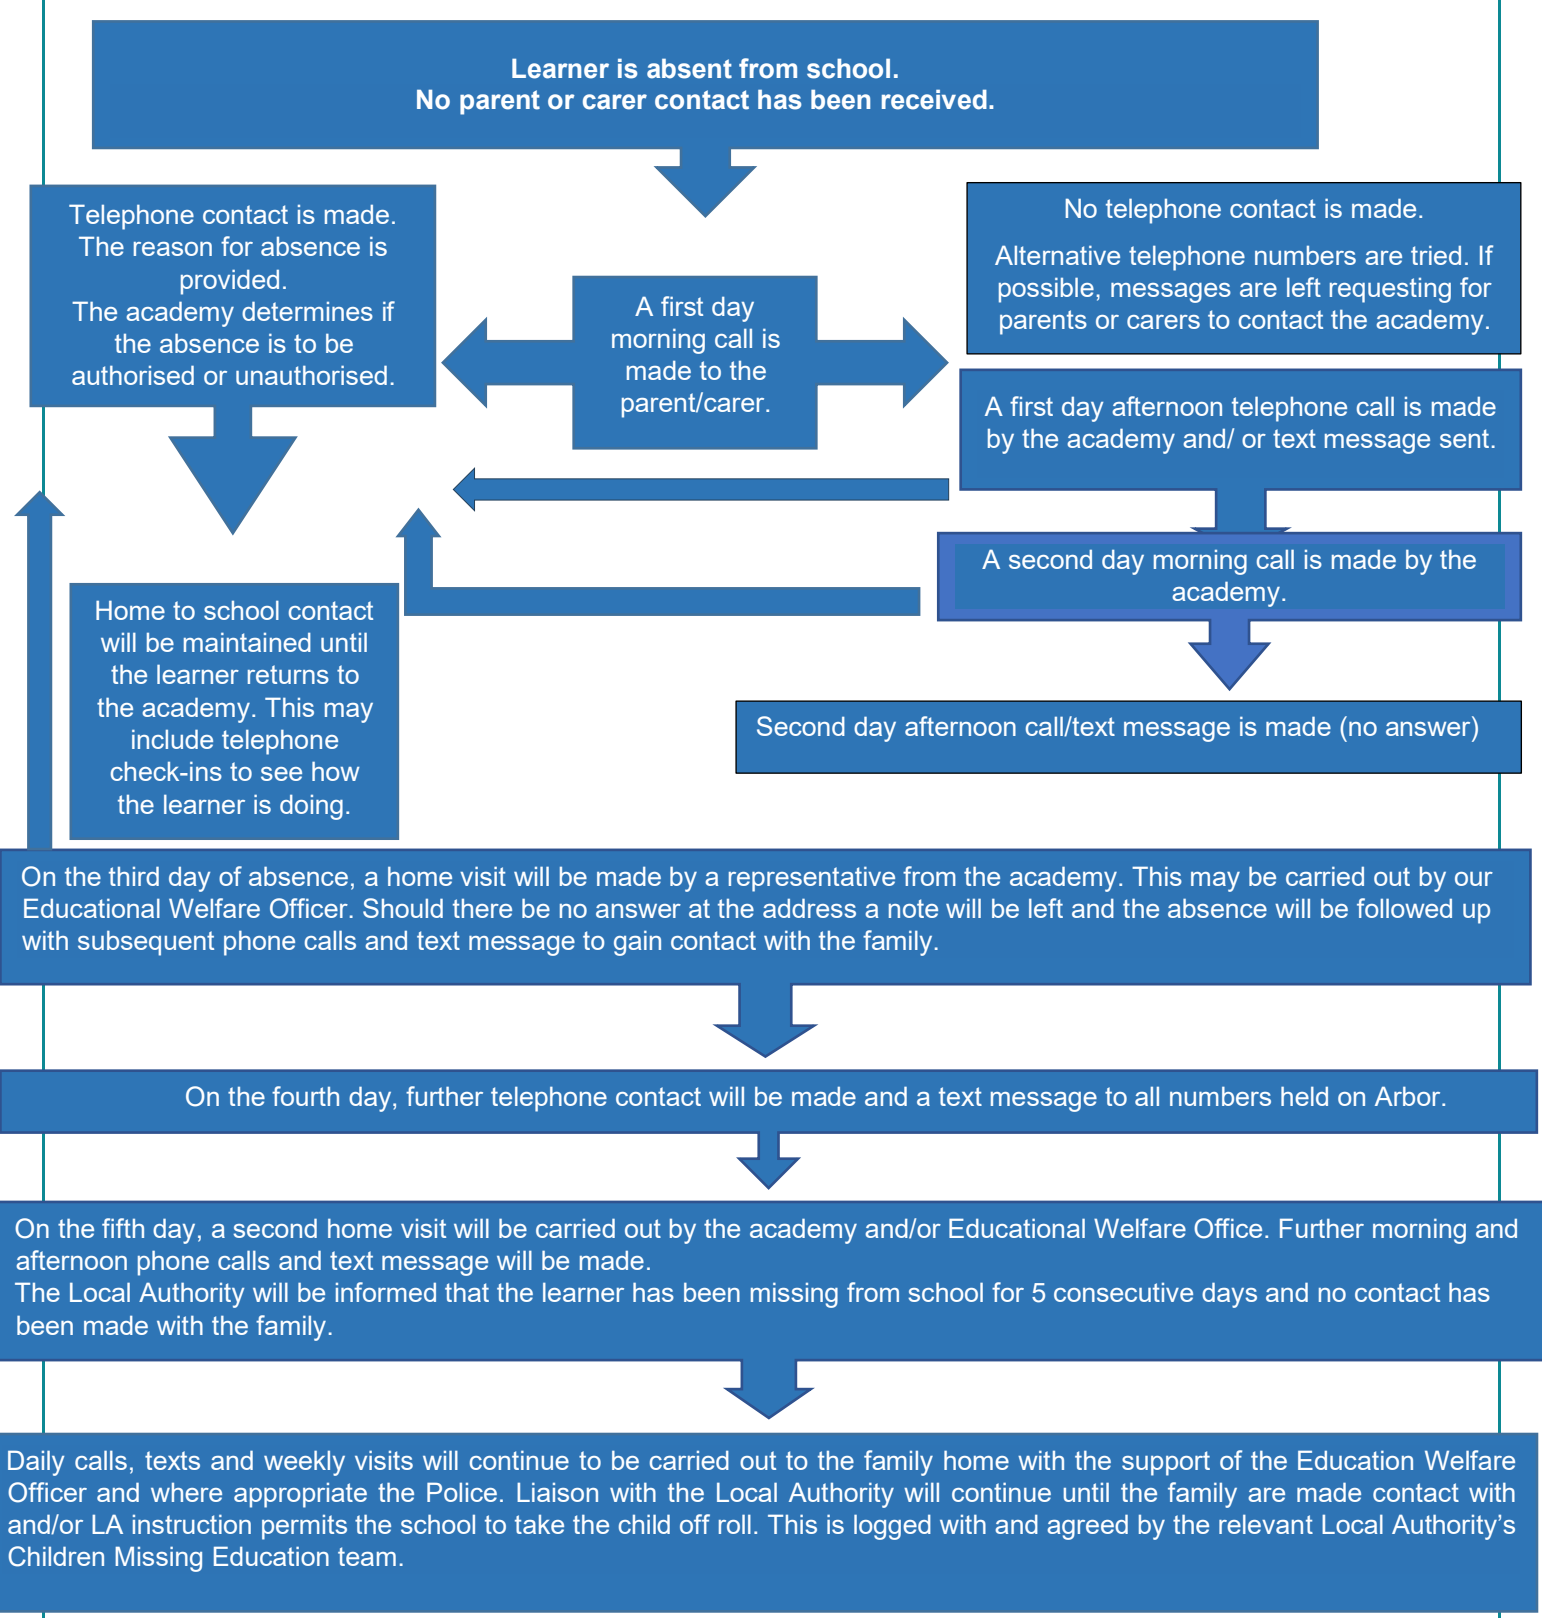 Learner is absent from school.
No parent or carer contact has been received.
Telephone contact is made.
The reason for absence is
provided.
The academy determines if
the absence is to be
authorised or unauthorised.
A first day
morning call is
made to the
parent/carer.
No telephone contact is made.
Alternative telephone numbers are tried. If
possible, messages are left requesting for
parents or carers to contact the academy.
A first day afternoon telephone call is made
by the academy and/ or text message sent.
A second day morning call is made by the
academy.
Home to school contact
will be maintained until
the learner returns to
the academy. This may
include telephone
check-ins to see how
the learner is doing.
Second day afternoon call/text message is made (no answer)
On the third day of absence, a home visit will be made by a representative from the academy. This may be carried out by our
Educational Welfare Officer. Should there be no answer at the address a note will be left and the absence will be followed up
with subsequent phone calls and text message to gain contact with the family.
On the fourth day, further telephone contact will be made and a text message to all numbers held on Arbor.
On the fifth day, a second home visit will be carried out by the academy and/or Educational Welfare Office. Further morning and
afternoon phone calls and text message will be made.
The Local Authority will be informed that the learner has been missing from school for 5 consecutive days and no contact has
been made with the family.
Daily calls, texts and weekly visits will continue to be carried out to the family home with the support of the Education Welfare
Officer and where appropriate the Police. Liaison with the Local Authority will continue until the family are made contact with
and/or LA instruction permits the school to take the child off roll. This is logged with and agreed by the relevant Local Authority's
Children Missing Education team.